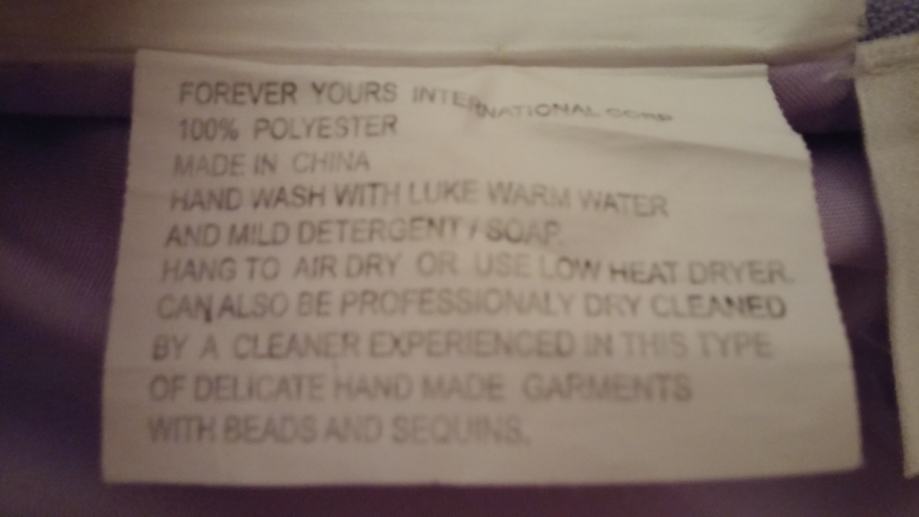 FOREVER YOURS INTERNATIONAL CORP
100% POLYESTER
MADE IN CHINA
HAND WASH WITH LUKE WARM WATER
AND MILD DETERGENT / SOAP.
HANG TO AIR DRY OR USE LOW HEAT DRYER.
CAN ALSO BE PROFESSIONALY DRY CLEANED
BY A CLEANER EXPERIENCED IN THIS TYPE
OF DELICATE HAND MADE GARMENTS
WITH BEADS AND SEQUINS.